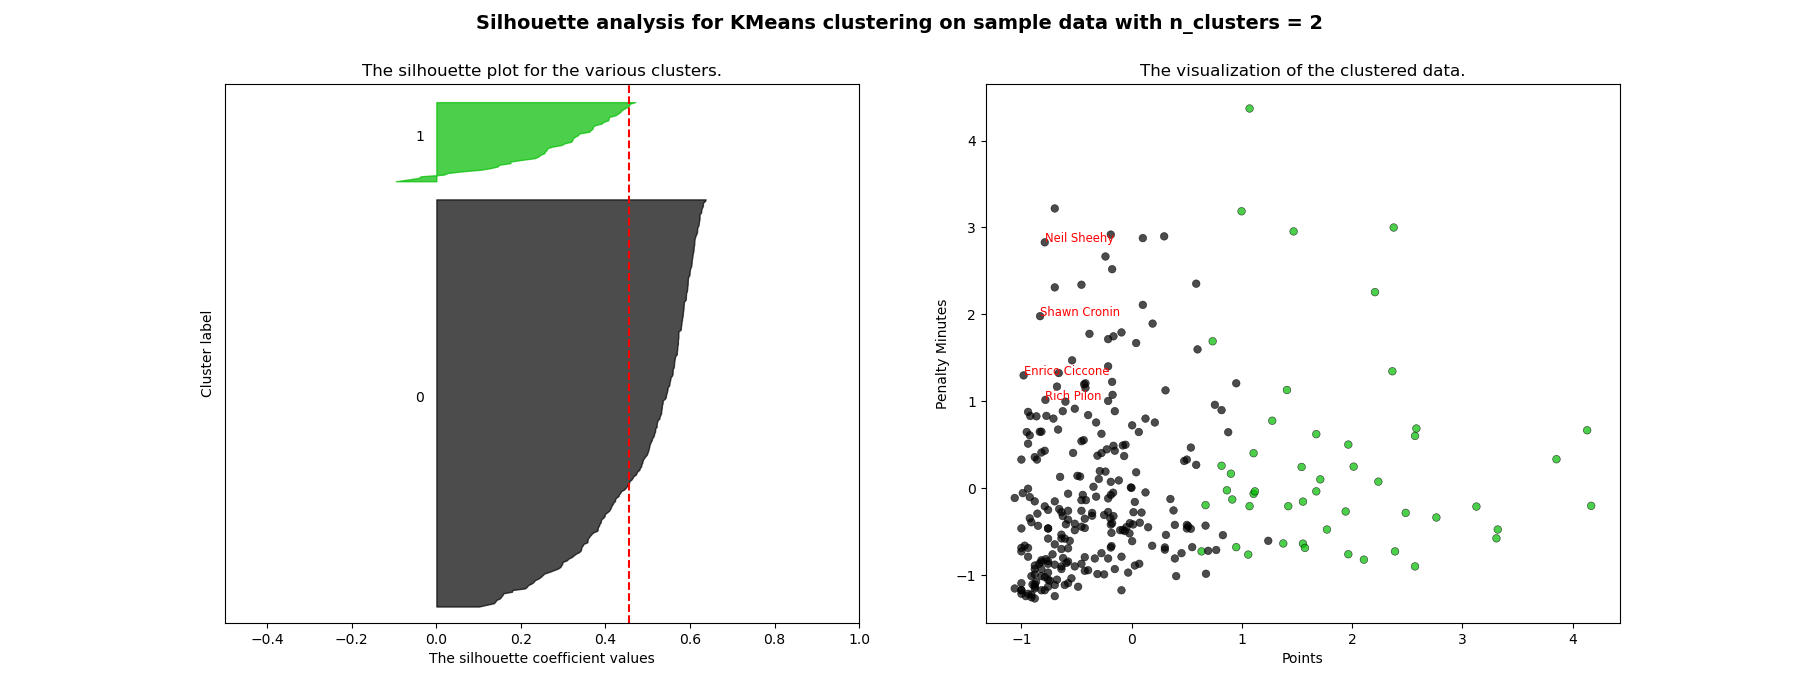 Silhouette analysis for KMeans clustering on sample data with n_clusters = 2
The silhouette plot for the various clusters.
1
0
Cluster label
−0.4 −0.2 0.0 0.2 0.4 0.6 0.8 1.0
The silhouette coefficient values
The visualization of the clustered data.
4
3
2
1
0
−1
Penalty Minutes
Neil Sheehy
Shawn Cronin
Enrico Ciccone
Rich Pilon
−1 0 1 2 3 4
Points